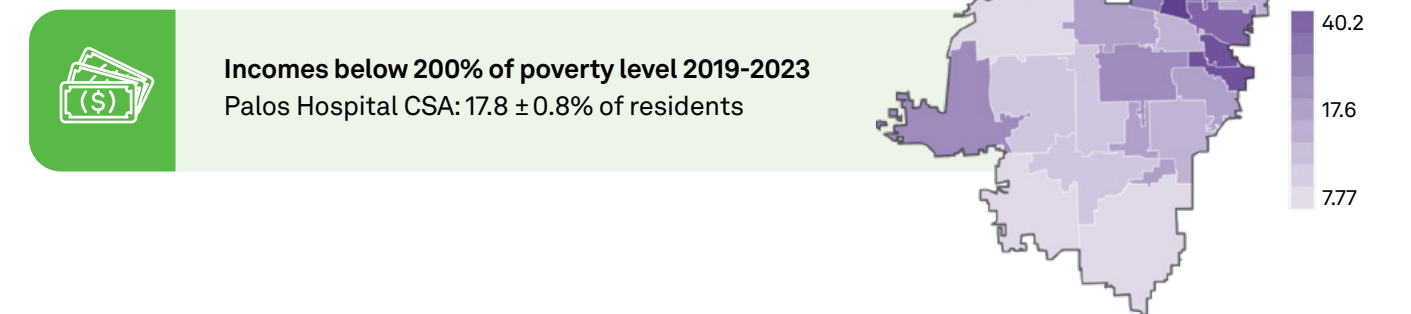 ($)
Incomes below 200% of poverty level 2019-2023
Palos Hospital CSA: 17.8 ±0.8% of residents
40.2
17.6
7.77